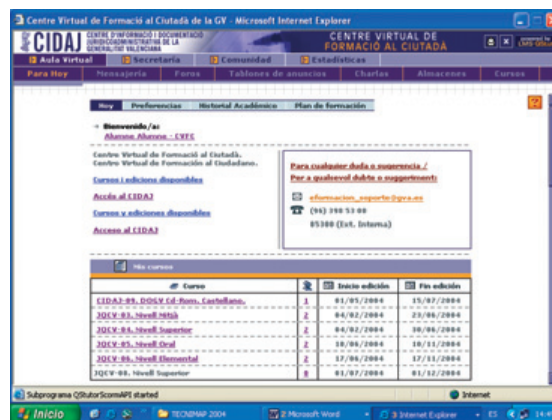 Centre Virtual de Formació al Ciutadà de la GV - Microsoft Internet Explorer
CIDAJ CENTRE D'INFORMACIÓ I DOCUMENTACIÓ
JURIDICOADMINISTRATIVA DE LA
GENERALITAT VALENCIANA
CENTRE VIRTUAL DE
FORMACIÓ AL CIUTADÀ
Aula Virtual Secretaría Comunidad Estadísticas
Para Hoy Mensajería Foros Tablones de anuncios Charlas Almacenes Cursos
Hoy Preferencias Historial Académico Plan de formación
Bienvenido/a:
Alumne Alumne - CVFC
Centre Virtual de Formació al Ciutadà.
Centre Virtual de Formación al Ciudadano.
Cursos i edicions disponibles
Accés al CIDAJ
Cursos y ediciones disponibles
Acceso al CIDAJ
Para cualquier duda o sugerencia /
Per a qualsevol dubte o suggeriment:
eformacion_soporte@gva.es
(96) 398 53 00
85300 (Ext. Interna)
Mis cursos
Curso Inicio edición Fin edición
CIDAJ-09. DOGV Cd-Rom. Castellano. 1 01/05/2004 15/07/2004
JQCV-03. Nivell Mitjà 2 04/02/2004 23/06/2004
JQCV-04. Nivell Superior 2 04/02/2004 30/06/2004
JQCV-05. Nivell Oral 2 10/06/2004 10/11/2004
JQCV-06. Nivell Elemental 2 17/06/2004 17/11/2004
JQCV-08. Nivell Superior 8 01/07/2004 01/12/2004
Subprograma QStutorScormAPI started Internet
Inicio TECNIMAP 2004 2 Microsoft Word 3 Internet Explorer ES